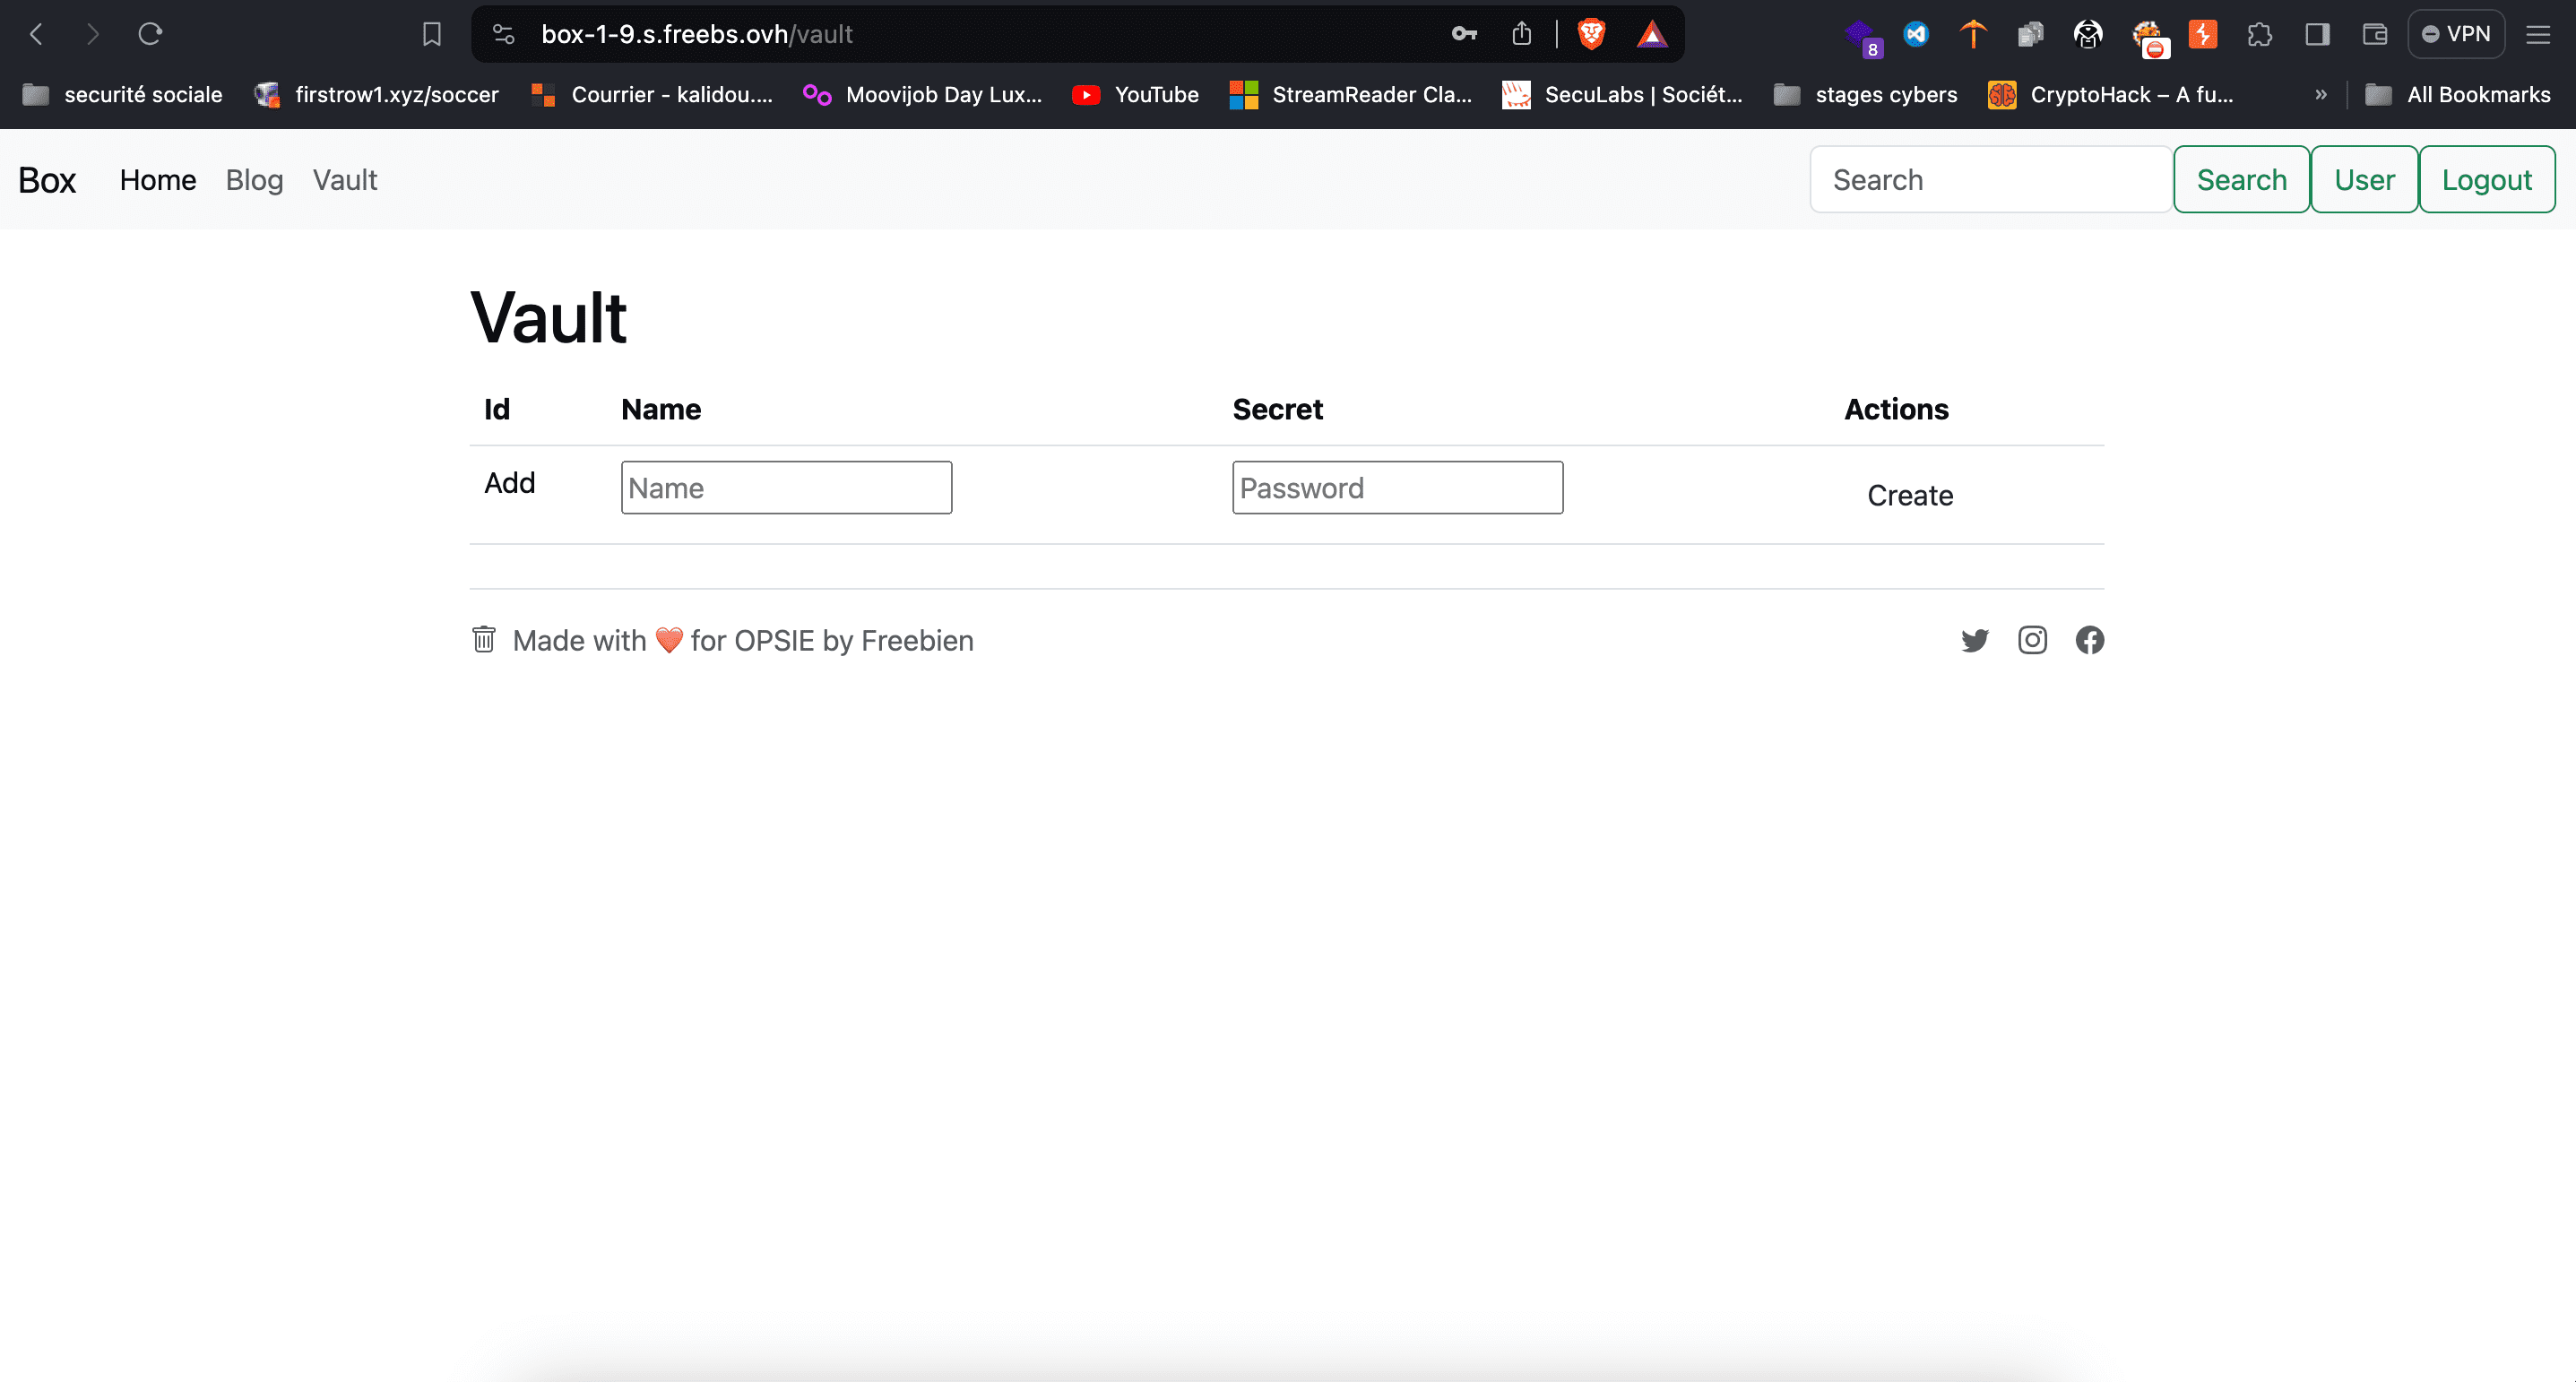 box-1-9.s.freebs.ovh/vault
8
VPN
securité sociale
firstrow1.xyz/soccer
Courrier - kalidou....
Moovijob Day Lux...
YouTube
StreamReader Cla...
SecuLabs | Sociét...
stages cybers
CryptoHack – A fu...
»
All Bookmarks
Box
Home
Blog
Vault
Search
Search
User
Logout
Vault
Id Name Secret Actions
Add Name Password Create
Made with ❤️ for OPSIE by Freebien